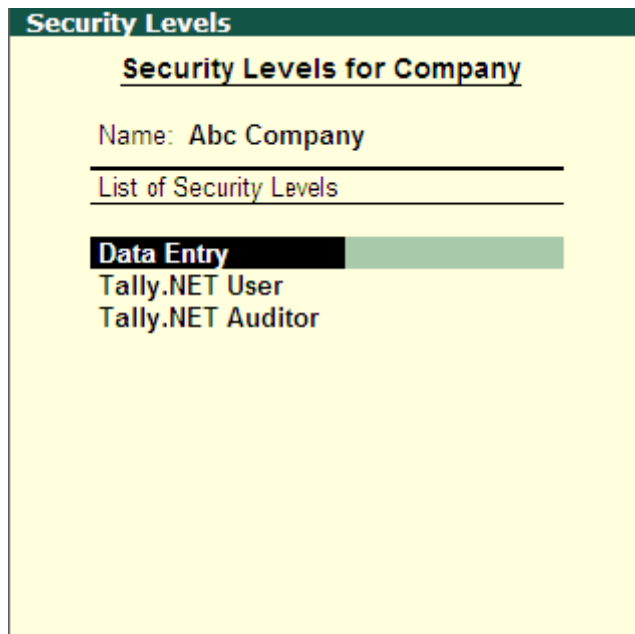 Security Levels
Security Levels for Company
Name: Abc Company
List of Security Levels
Data Entry
Tally.NET User
Tally.NET Auditor